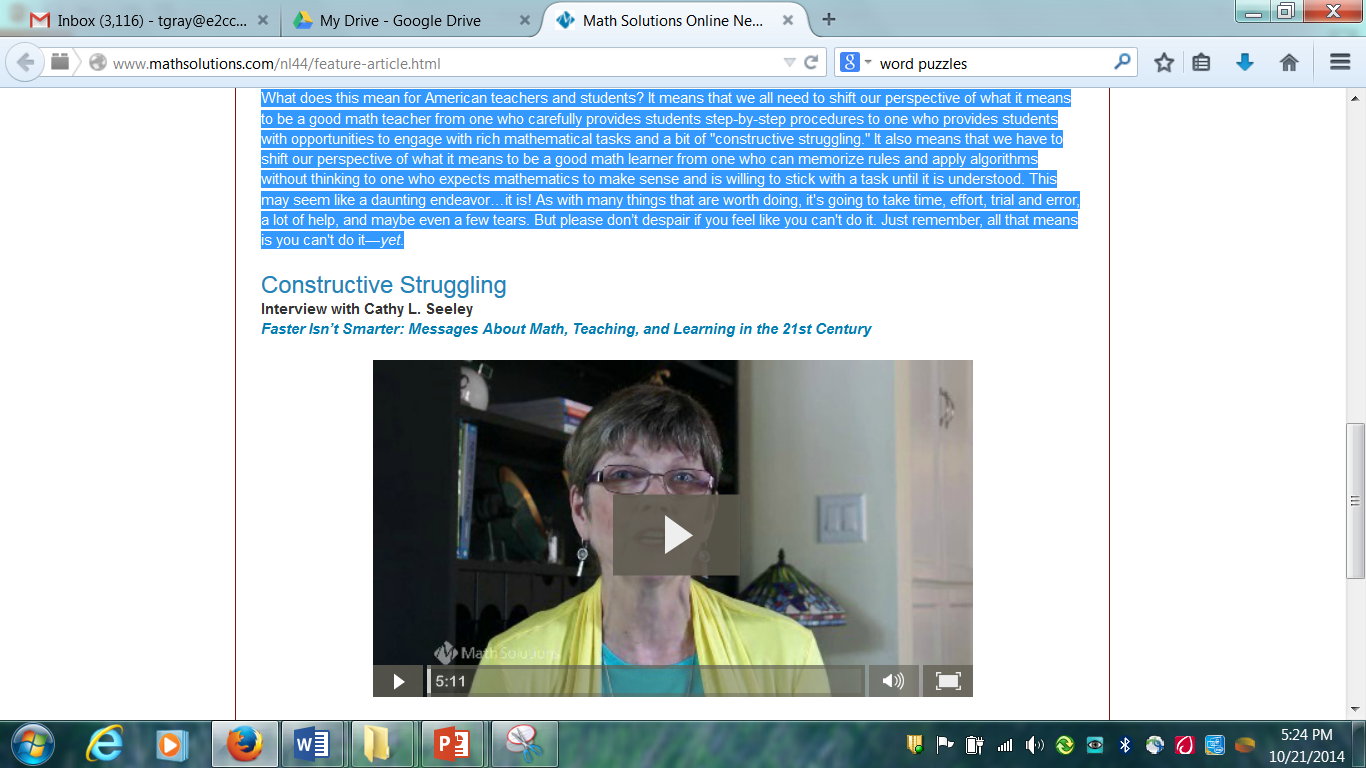 Inbox (3,116) - tgray@e2cc...
My Drive - Google Drive
Math Solutions Online Ne...
www.mathsolutions.com/nl44/feature-article.html
word puzzles
What does this mean for American teachers and students? It means that we all need to shift our perspective of what it means
to be a good math teacher from one who carefully provides students step-by-step procedures to one who provides students
with opportunities to engage with rich mathematical tasks and a bit of "constructive struggling." It also means that we have to
shift our perspective of what it means to be a good math learner from one who can memorize rules and apply algorithms
without thinking to one who expects mathematics to make sense and is willing to stick with a task until it is understood. This
may seem like a daunting endeavor…it is! As with many things that are worth doing, it's going to take time, effort, trial and error,
a lot of help, and maybe even a few tears. But please don't despair if you feel like you can't do it. Just remember, all that means
is you can't do it—yet.
Constructive Struggling
Interview with Cathy L. Seeley
Faster Isn’t Smarter: Messages About Math, Teaching, and Learning in the 21st Century
Math Solutions
5:11
5:24 PM
10/21/2014